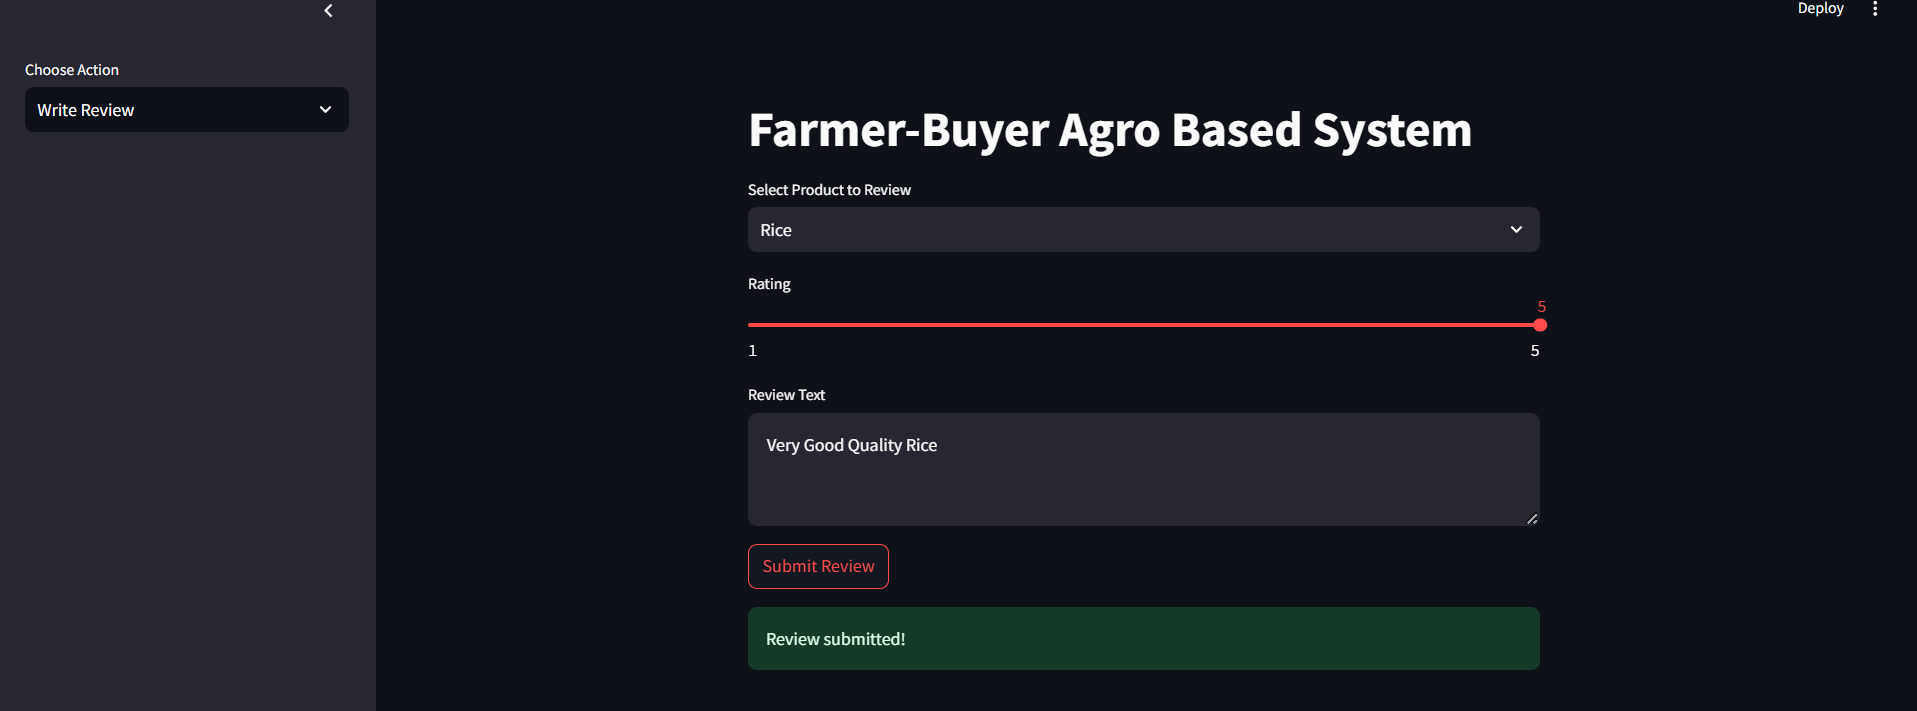 Deploy
Choose Action
Write Review
Farmer-Buyer Agro Based System
Select Product to Review
Rice
Rating
5
1 5
Review Text
Very Good Quality Rice
Submit Review
Review submitted!